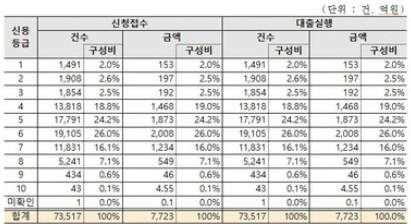 (단위 : 건, 억원)
신용등급 신청접수 대출실행
건수 구성비 금액 구성비 건수 구성비 금액 구성비
1 1,491 2.0% 153 2.0% 1,491 2.0% 153 2.0%
2 1,908 2.6% 197 2.5% 1,908 2.6% 197 2.5%
3 1,854 2.5% 192 2.5% 1,854 2.5% 192 2.5%
4 13,818 18.8% 1,468 19.0% 13,818 18.8% 1,468 19.0%
5 17,791 24.2% 1,873 24.2% 17,791 24.2% 1,873 24.2%
6 19,105 26.0% 2,008 26.0% 19,105 26.0% 2,008 26.0%
7 11,831 16.1% 1,234 16.0% 11,831 16.1% 1,234 16.0%
8 5,241 7.1% 549 7.1% 5,241 7.1% 549 7.1%
9 434 0.6% 46 0.6% 434 0.6% 46 0.6%
10 43 0.1% 4.55 0.1% 43 0.1% 4.55 0.1%
미확인 1 0.0% 0.1 0.0% 1 0.0% 0.1 0.0%
합계 73,517 100% 7,723 100% 73,517 100% 7,723 100.0%